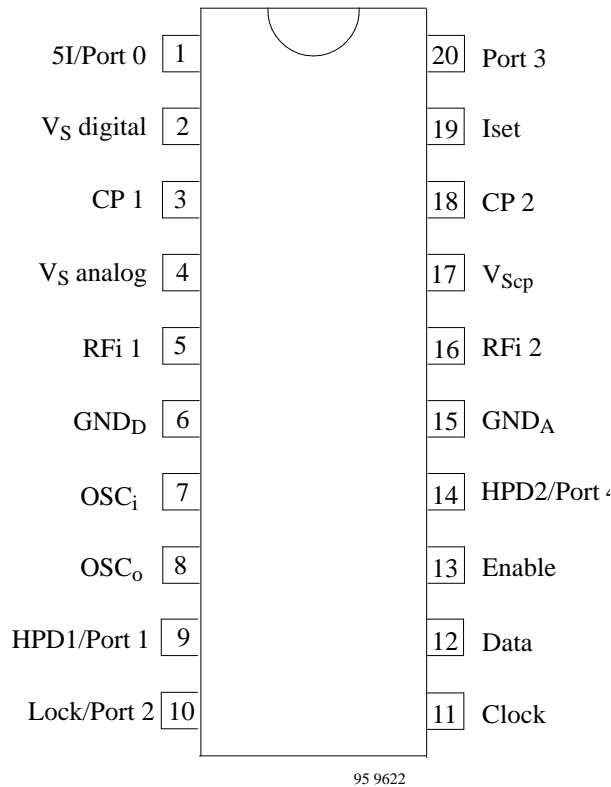 5I/Port 0 1 20 Port 3
VS digital 2 19 Iset
CP 1 3 18 CP 2
VS analog 4 17 VScp
RFi 1 5 16 RFi 2
GNDD 6 15 GNDA
OSCi 7 14 HPD2/Port 4
OSCo 8 13 Enable
HPD1/Port 1 9 12 Data
Lock/Port 2 10 11 Clock
95 9622